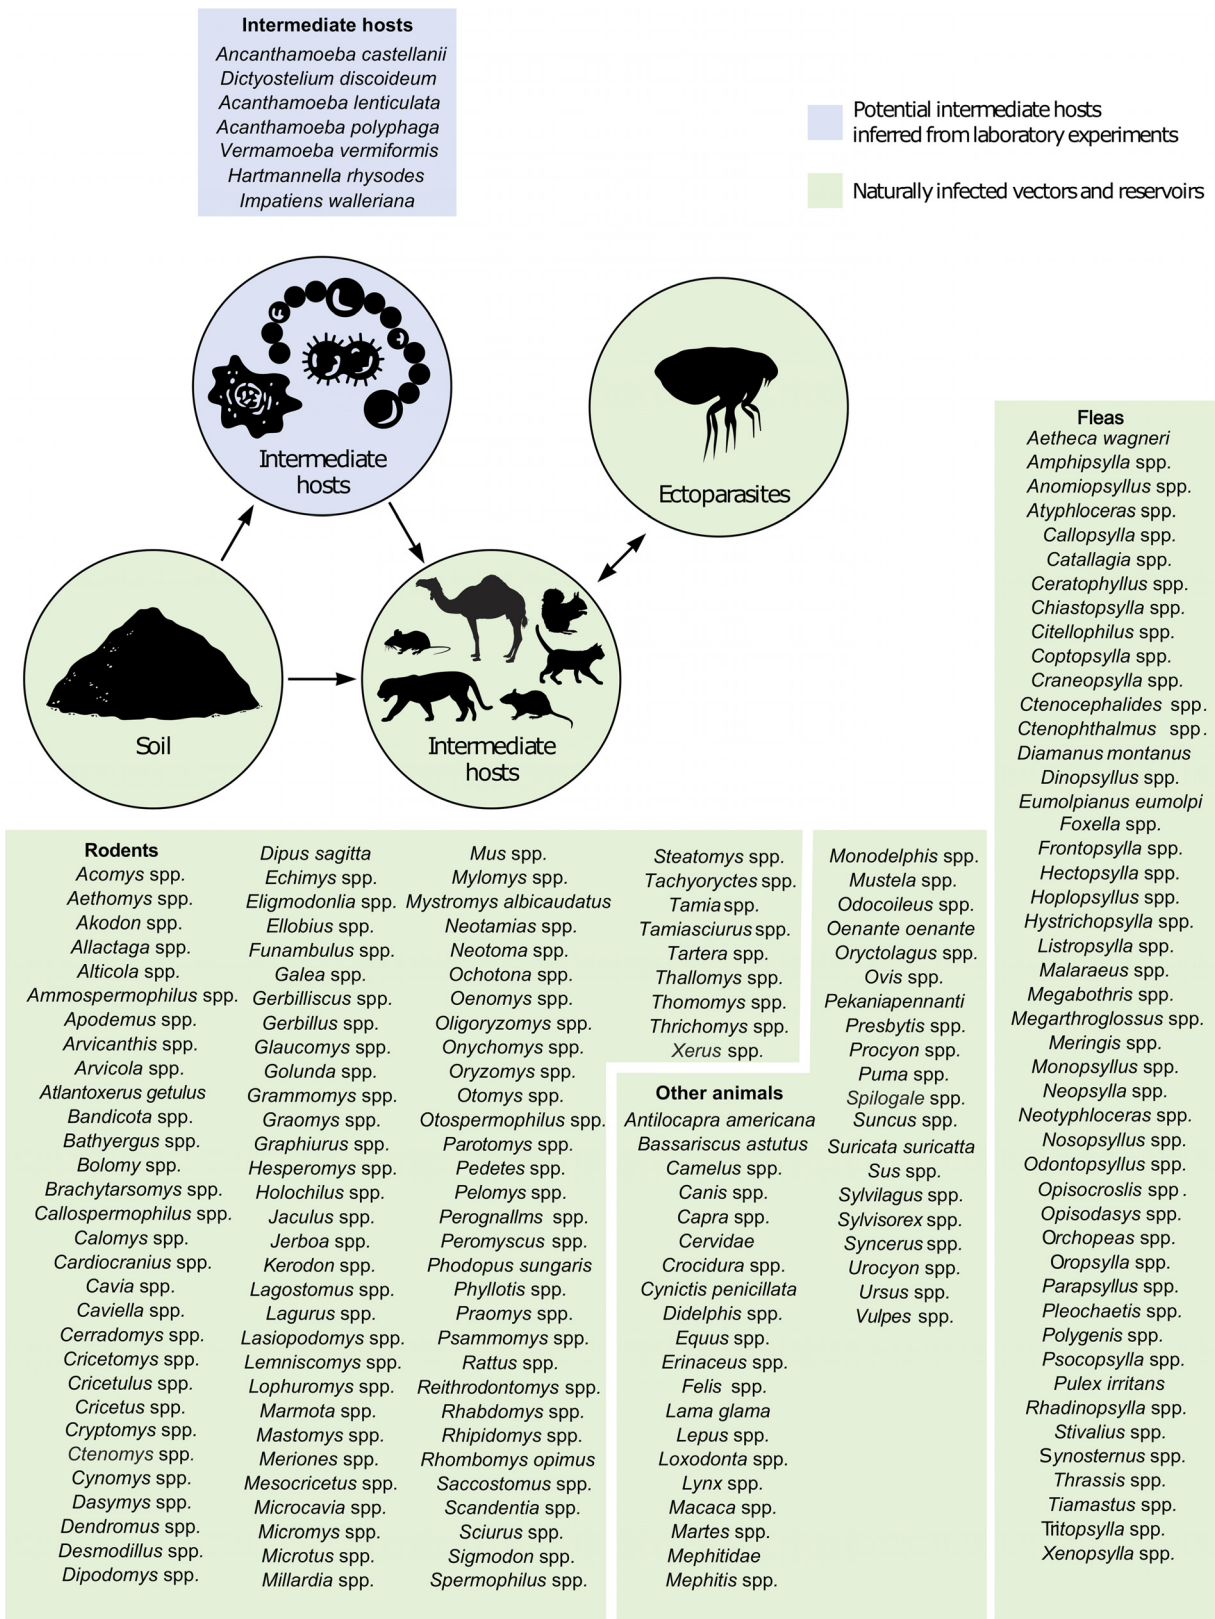 Intermediate hosts
Ancanthamoeba castellanii
Dictyostelium discoideum
Acanthamoeba lenticulata
Acanthamoeba polyphaga
Vermamoeba vermiformis
Hartmannella rhysodes
Impatiens walleriana
Potential intermediate hosts
inferred from laboratory experiments
Naturally infected vectors and reservoirs
Intermediate
hosts
Ectoparasites
Soil
Intermediate
hosts
Rodents
Acomys spp.
Aethomys spp.
Akodon spp.
Allactaga spp.
Alticola spp.
Ammospermophilus spp.
Apodemus spp.
Arvicanthis spp.
Arvicola spp.
Atlantoxerus getulus
Bandicota spp.
Bathyergus spp.
Bolomy spp.
Brachytarsomys spp.
Callospermophilus spp.
Calomys spp.
Cardiocranius spp.
Cavia spp.
Caviella spp.
Cerradomys spp.
Cricetomys spp.
Cricetulus spp.
Cricetus spp.
Cryptomys spp.
Ctenomys spp.
Cynomys spp.
Dasymys spp.
Dendromus spp.
Desmodillus spp.
Dipodomys spp.
Dipus sagitta
Echimys spp.
Eligmodonlia spp.
Ellobius spp.
Funambulus spp.
Galea spp.
Gerbilliscus spp.
Gerbillus spp.
Glaucomys spp.
Golunda spp.
Grammomys spp.
Graomys spp.
Graphiurus spp.
Hesperomys spp.
Holochilus spp.
Jaculus spp.
Jerboa spp.
Kerodon spp.
Lagostomus spp.
Lagurus spp.
Lasiopodomys spp.
Lemniscomys spp.
Lophuromys spp.
Marmota spp.
Mastomys spp.
Meriones spp.
Mesocricetus spp.
Microcavia spp.
Micromys spp.
Microtus spp.
Millardia spp.
Mus spp.
Mylomys spp.
Mystromys albicaudatus
Neotamias spp.
Neotoma spp.
Ochotona spp.
Oenomys spp.
Oligoryzomys spp.
Onychomys spp.
Oryzomys spp.
Otomys spp.
Otospermophilus spp.
Parotomys spp.
Pedetes spp.
Pelomys spp.
Perognallms spp.
Peromyscus spp.
Phodopus sungaris
Phyllotis spp.
Praomys spp.
Psammomys spp.
Rattus spp.
Reithrodontomys spp.
Rhabdomys spp.
Rhipidomys spp.
Rhombomys opimus
Saccostomus spp.
Scandentia spp.
Sciurus spp.
Sigmodon spp.
Spermophilus spp.
Steatomys spp.
Tachyoryctes spp.
Tamia spp.
Tamiasciurus spp.
Tartera spp.
Thallomys spp.
Thomomys spp.
Thrichomys spp.
Xerus spp.
Other animals
Antilocapra americana
Bassariscus astutus
Camelus spp.
Canis spp.
Capra spp.
Cervidae
Crocidura spp.
Cynictis penicillata
Didelphis spp.
Equus spp.
Erinaceus spp.
Felis spp.
Lama glama
Lepus spp.
Loxodonta spp.
Lynx spp.
Macaca spp.
Martes spp.
Mephitidae
Mephitis spp.
Monodelphis spp.
Mustela spp.
Odocoileus spp.
Oenante oenante
Oryctolagus spp.
Ovis spp.
Pekaniapennanti
Presbytis spp.
Procyon spp.
Puma spp.
Spilogale spp.
Suncus spp.
Suricata suricatta
Sus spp.
Sylvilagus spp.
Sylvisorex spp.
Syncerus spp.
Urocyon spp.
Ursus spp.
Vulpes spp.
Fleas
Aetheca wagneri
Amphipsylla spp.
Anomiopsyllus spp.
Atyphloceras spp.
Callopsylla spp.
Catallagia spp.
Ceratophyllus spp.
Chiastopsylla spp.
Citellophilus spp.
Coptopsylla spp.
Craneopsylla spp.
Ctenocephalides spp.
Ctenophthalmus spp.
Diamanus montanus
Dinopsyllus spp.
Eumolpianus eumolpi
Foxella spp.
Frontopsylla spp.
Hectopsylla spp.
Hoplopsyllus spp.
Hystrichopsylla spp.
Listropsylla spp.
Malaraeus spp.
Megabothris spp.
Megarthroglossus spp.
Meringis spp.
Monopsyllus spp.
Neopsylla spp.
Neotyphloceras spp.
Nosopsyllus spp.
Odontopsyllus spp.
Opisocroslis spp.
Opisodasys spp.
Orchopeas spp.
Oropsylla spp.
Parapsyllus spp.
Pleochaetis spp.
Polygenis spp.
Psocopsylla spp.
Pulex irritans
Rhadinopsylla spp.
Stivalius spp.
Synosternus spp.
Thrassis spp.
Tiamastus spp.
Tritopsylla spp.
Xenopsylla spp.